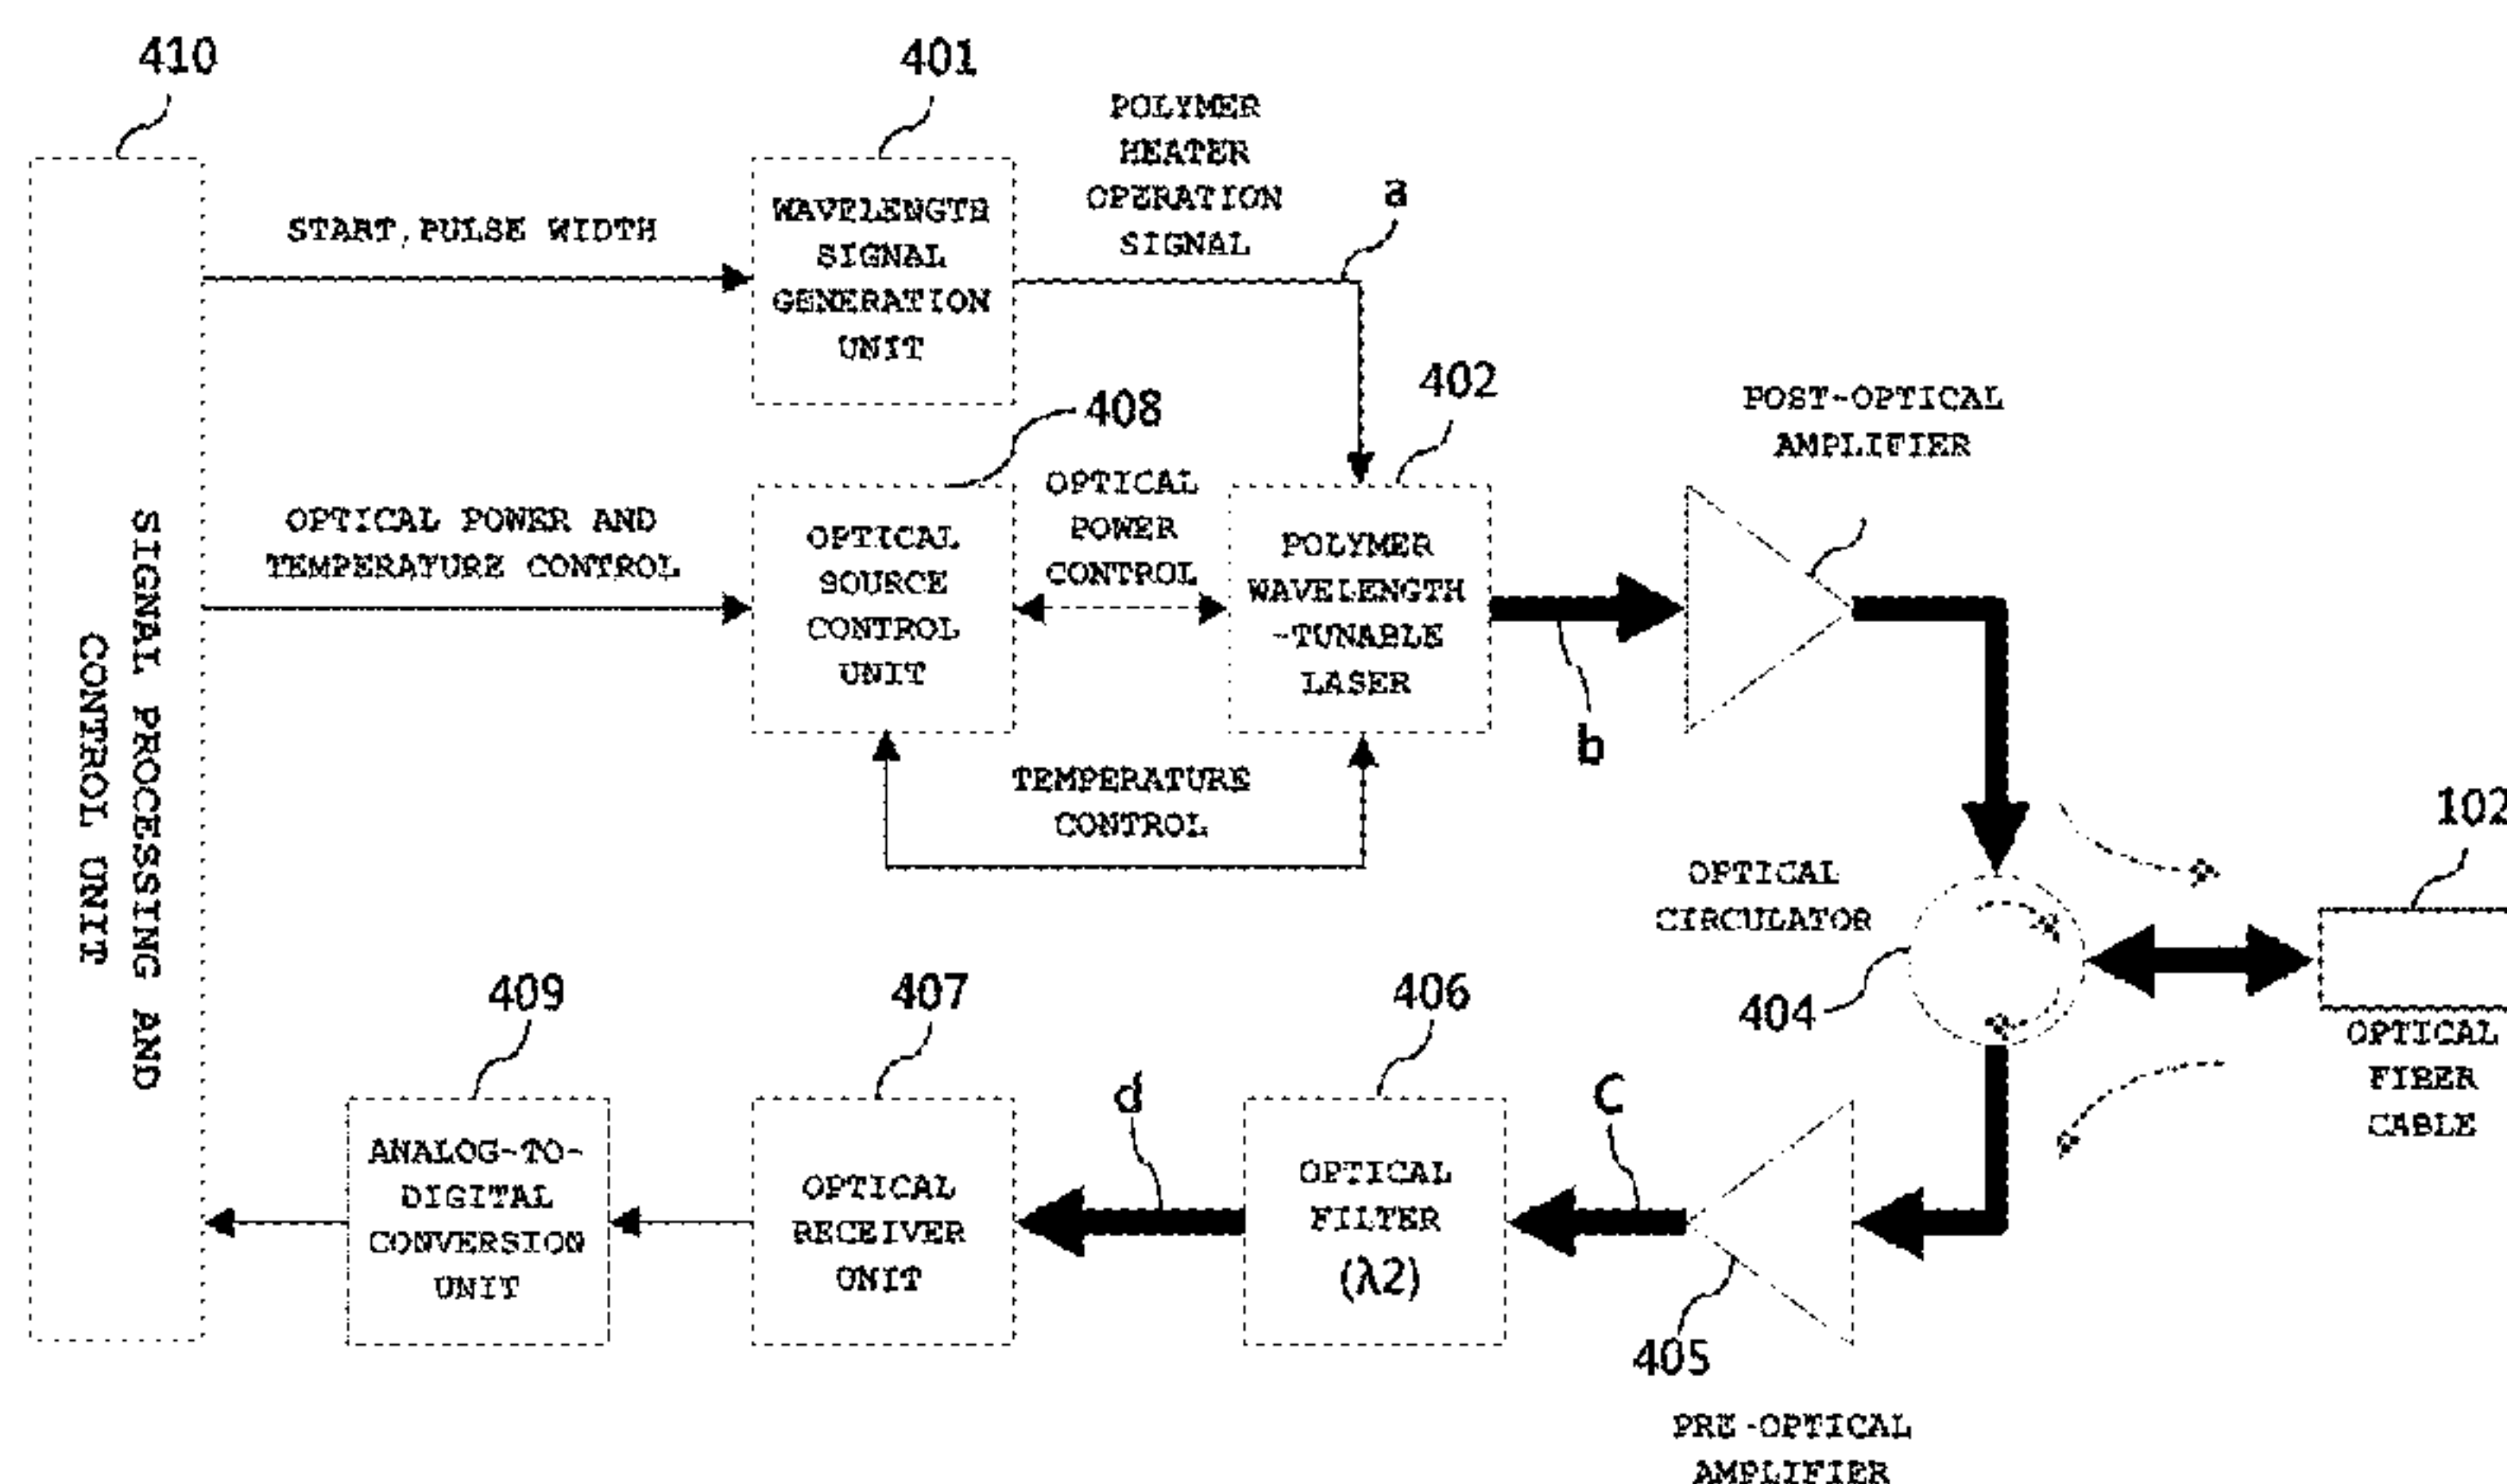 410
401
POLYMER
HEATER
OPERATION
SIGNAL
a
START,PULSE WIDTH
WAVELENGTH
SIGNAL
GENERATION
UNIT
408
402
POST-OPTICAL
AMPLIFIER
OPTICAL POWER AND
TEMPERATURE CONTROL
OPTICAL
SOURCE
CONTROL
UNIT
OPTICAL
POWER
CONTROL
POLYMER
WAVELENGTH
-TUNABLE
LASER
b
TEMPERATURE
CONTROL
SIGNAL PROCESSING AND
CONTROL UNIT
102
OPTICAL
CIRCULATOR
404
OPTICAL
FIBER
CABLE
409
407
406
d
C
ANALOG-TO-
DIGITAL
CONVERSION
UNIT
OPTICAL
RECEIVER
UNIT
OPTICAL
FILTER
(λ2)
405
PRE-OPTICAL
AMPLIFIER